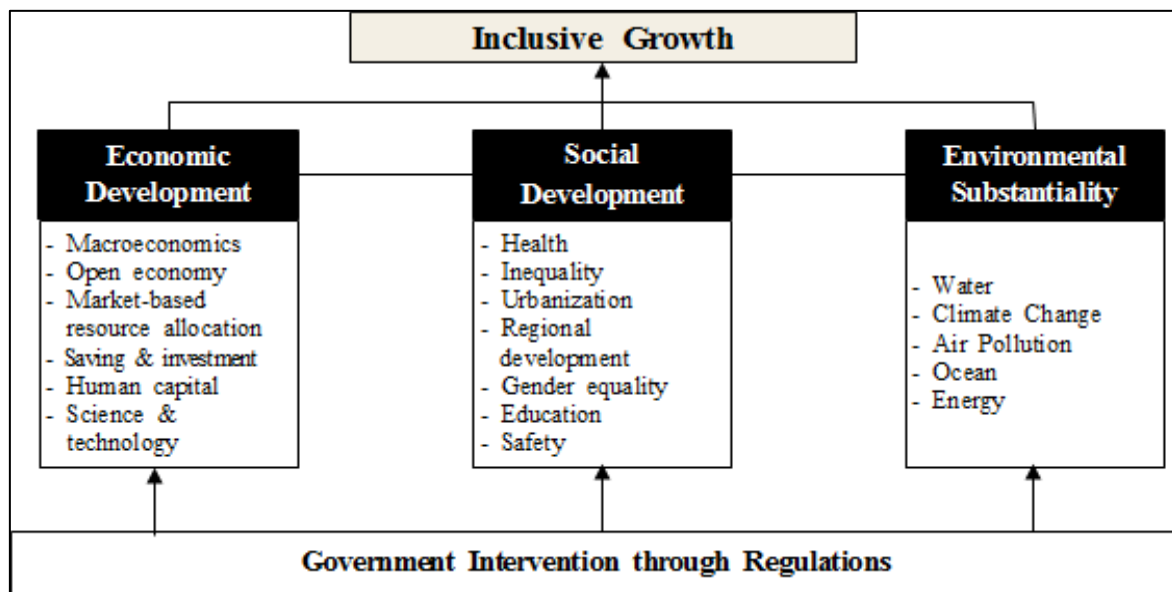 Inclusive Growth
Economic
Development
- Macroeconomics
- Open economy
- Market-based
resource allocation
- Saving & investment
- Human capital
- Science &
technology
Social
Development
- Health
- Inequality
- Urbanization
- Regional
development
- Gender equality
- Education
- Safety
Environmental
Substantiality
- Water
- Climate Change
- Air Pollution
- Ocean
- Energy
Government Intervention through Regulations